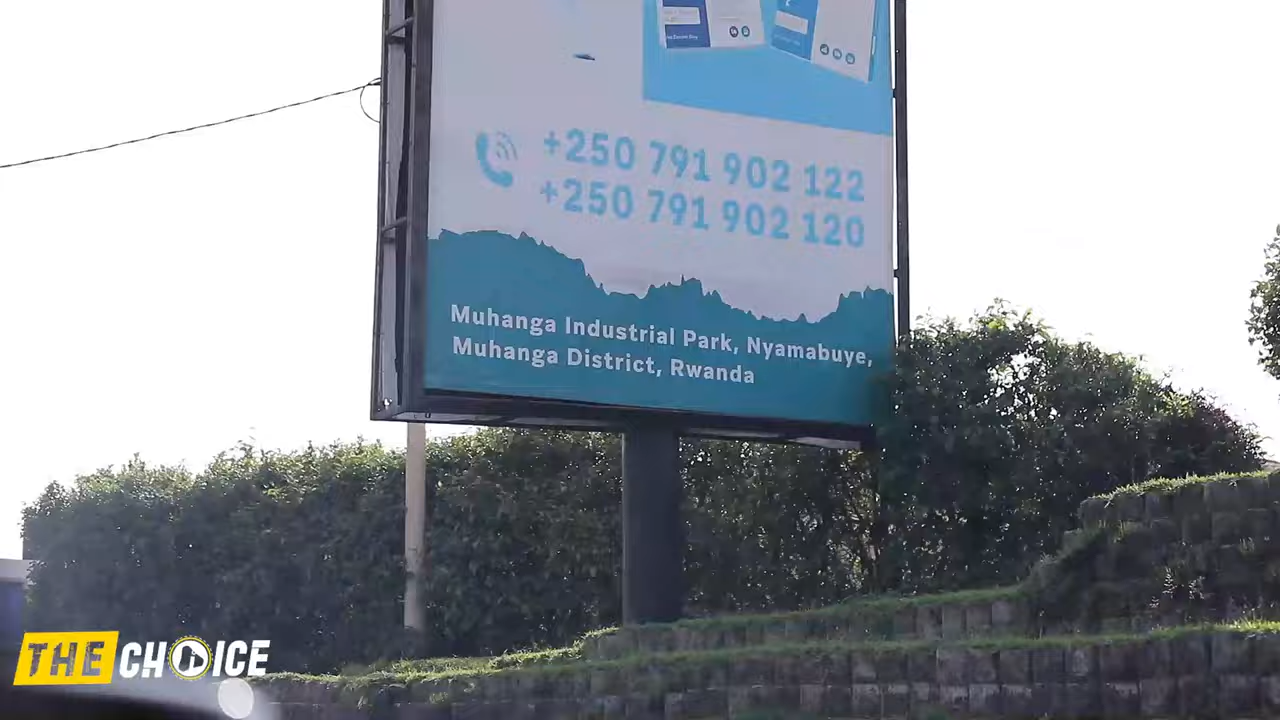 +250 791 902 122
+250 791 902 120
Muhanga Industrial Park, Nyamabuye,
Muhanga District, Rwanda
THE CHOICE